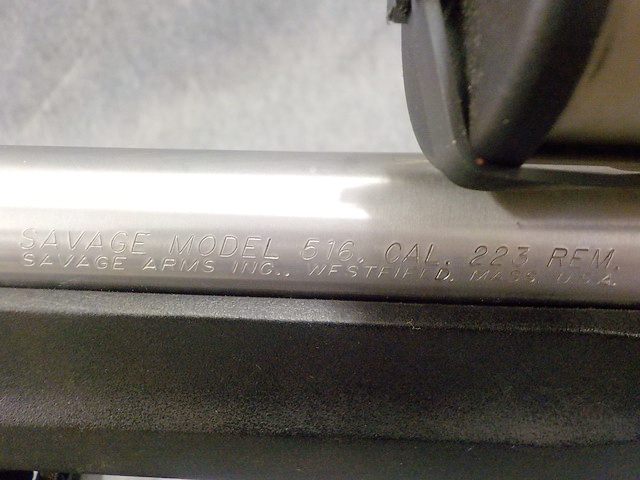 SAVAGE MODEL 516. CAL. 223 REM.
SAVAGE ARMS INC., WESTFIELD, MASS U.S.A.